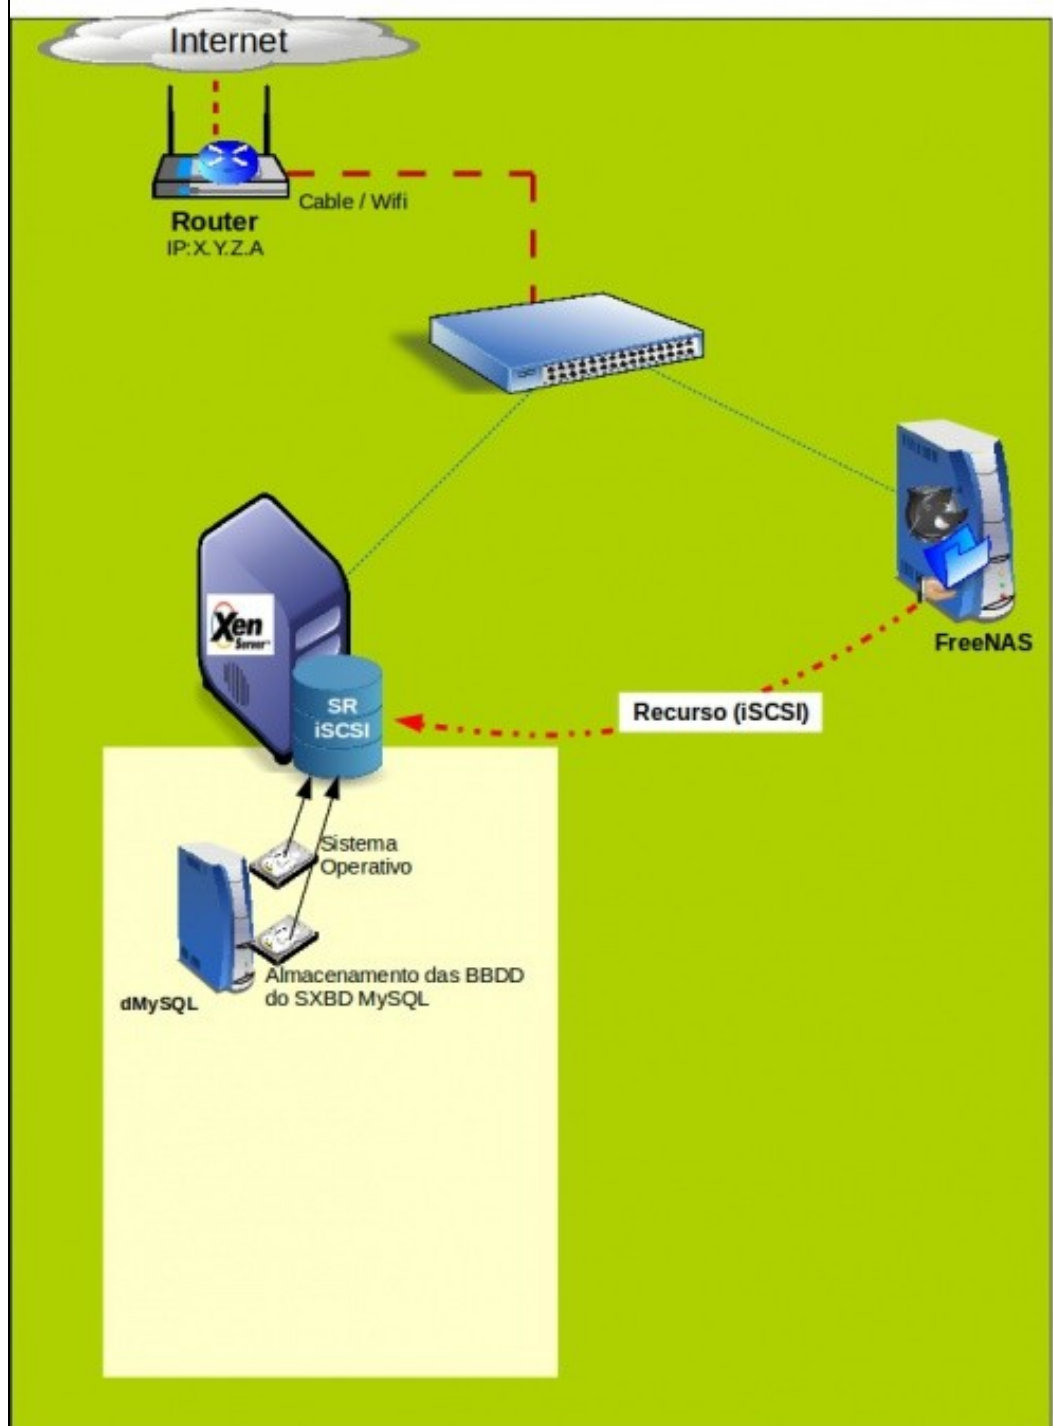 Internet
Cable / Wifi
Router
IP:X.Y.Z.A
Xen
Server
FreeNAS
SR
iSCSI
Recurso (iSCSI)
Sistema
Operativo
Almacenamento das BBDD
do SXBD MySQL
dMySQL